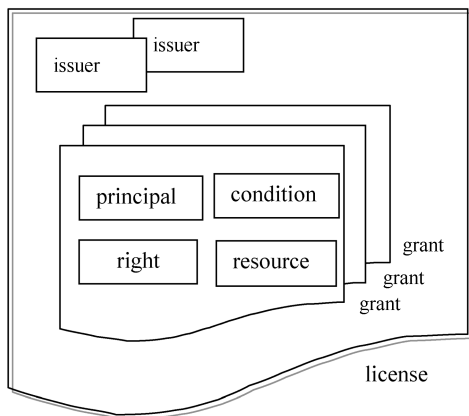 issuer
issuer
principal
condition
right
resource
grant
grant
grant
license